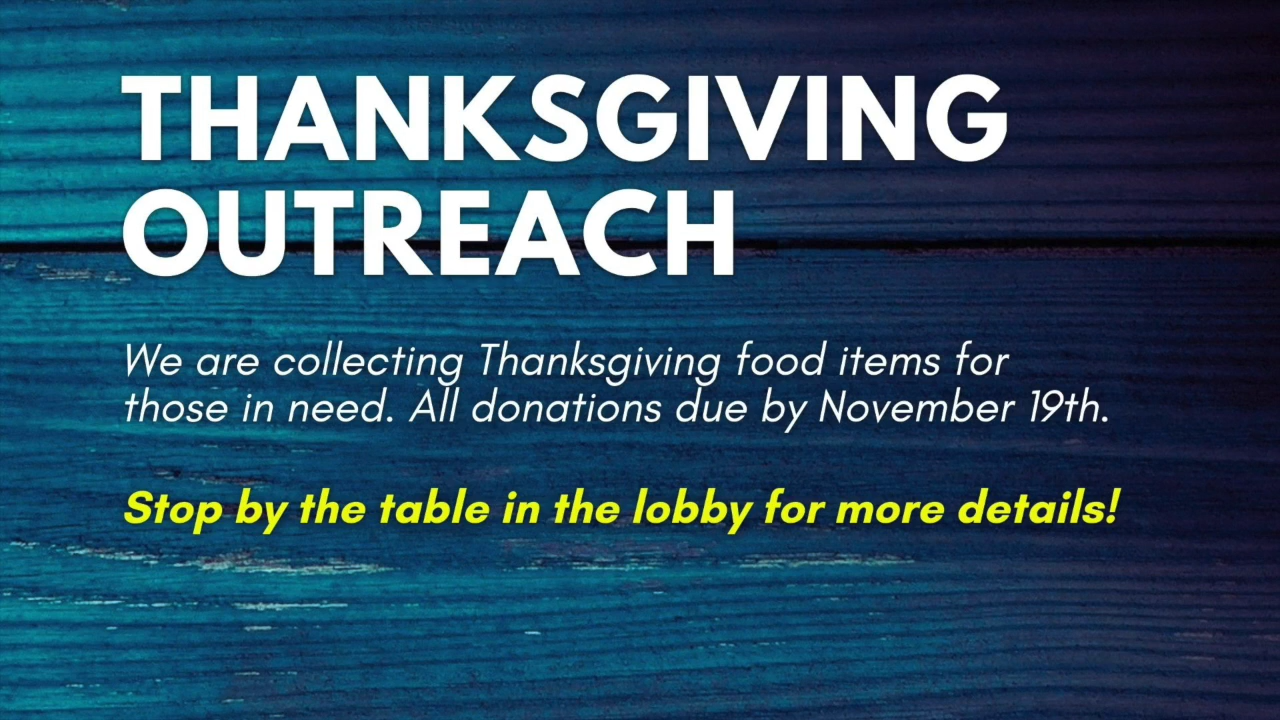 THANKSGIVING
OUTREACH
We are collecting Thanksgiving food items for
those in need. All donations due by November 19th.
Stop by the table in the lobby for more details!